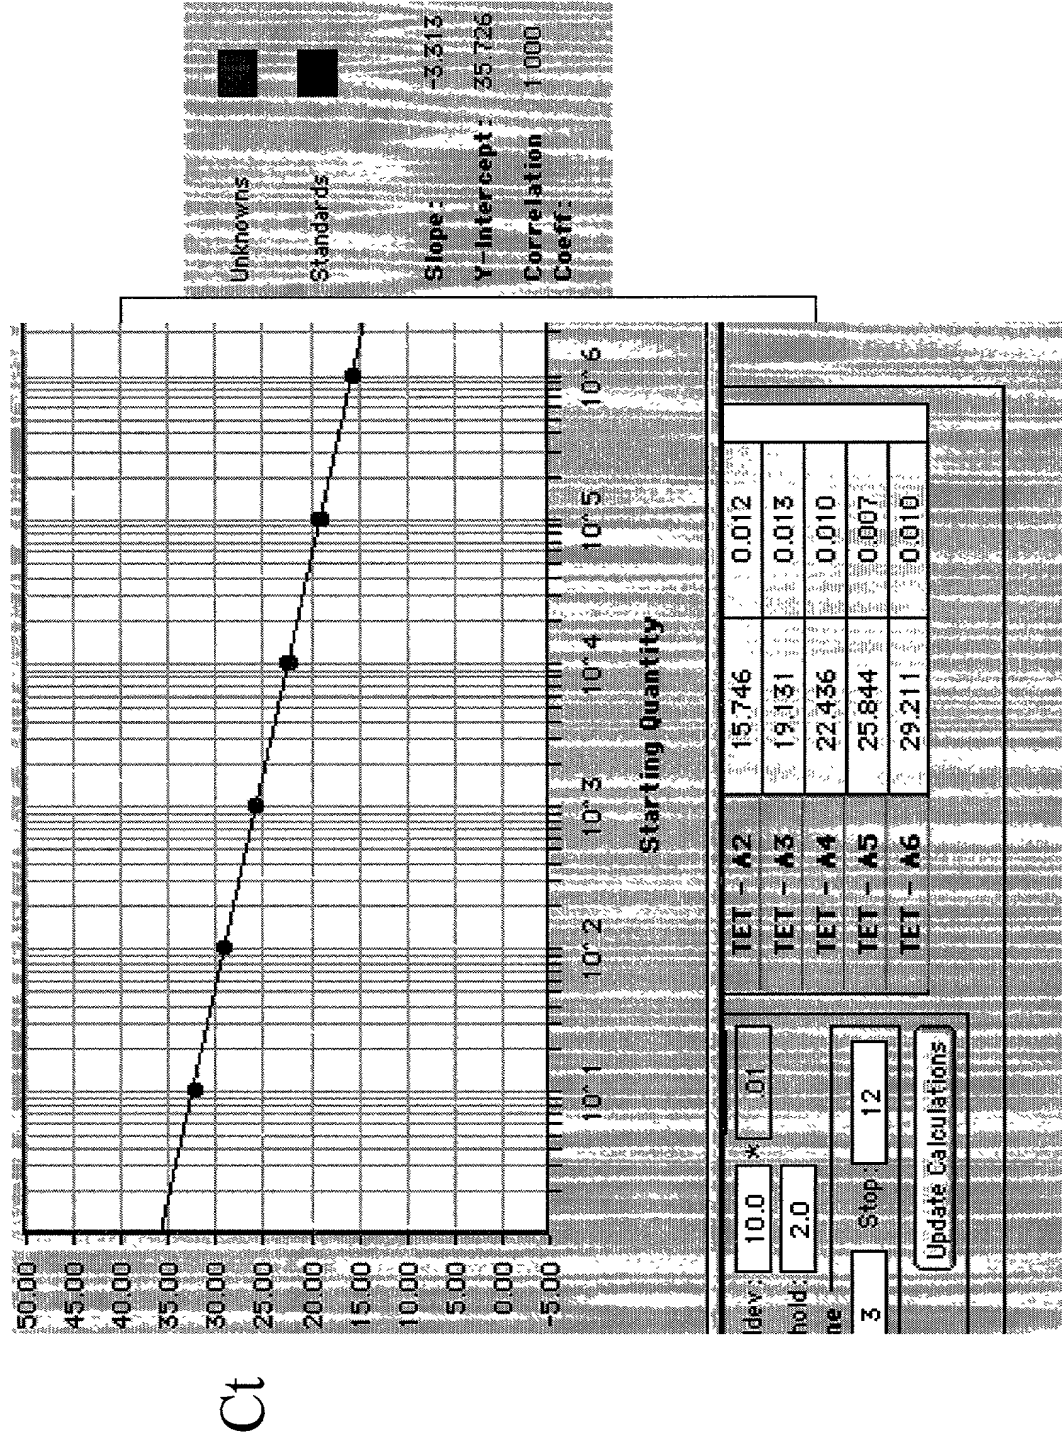 Ct
50.00
45.00
40.00
35.00
30.00
25.00
20.00
15.00
10.00
5.00
0.00
-5.00
10^1
10^2
10^3
10^4
10^5
10^6
Starting Quantity
Unknowns
Standards
Slope: -3.313
Y-Intercept: 35.726
Correlation 1.000
Coeff:
ldev: 10.0 * .01
hold: 2.0
ne
3 Stop: 12
Update Calculations
TET - A2 15.746 0.012
TET - A3 19.131 0.013
TET - A4 22.436 0.010
TET - A5 25.844 0.007
TET - A6 29.211 0.010